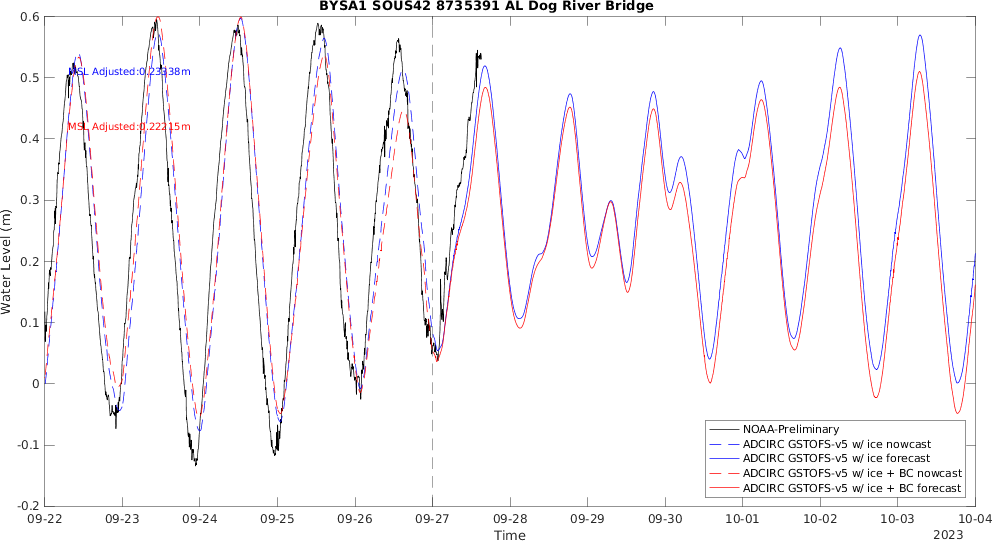 BYSA1 SOUS42 8735391 AL Dog River Bridge
0.6
0.5
0.4
0.3
0.2
0.1
0
-0.1
-0.2
Water Level (m)
MSL Adjusted:0.23338m
MSL Adjusted:0.22215m
NOAA-Preliminary
ADCIRC GSTOFS-v5 w/ ice nowcast
ADCIRC GSTOFS-v5 w/ ice forecast
ADCIRC GSTOFS-v5 w/ ice + BC nowcast
ADCIRC GSTOFS-v5 w/ ice + BC forecast
09-22 09-23 09-24 09-25 09-26 09-27 09-28 09-29 09-30 10-01 10-02 10-03 10-04
Time
2023